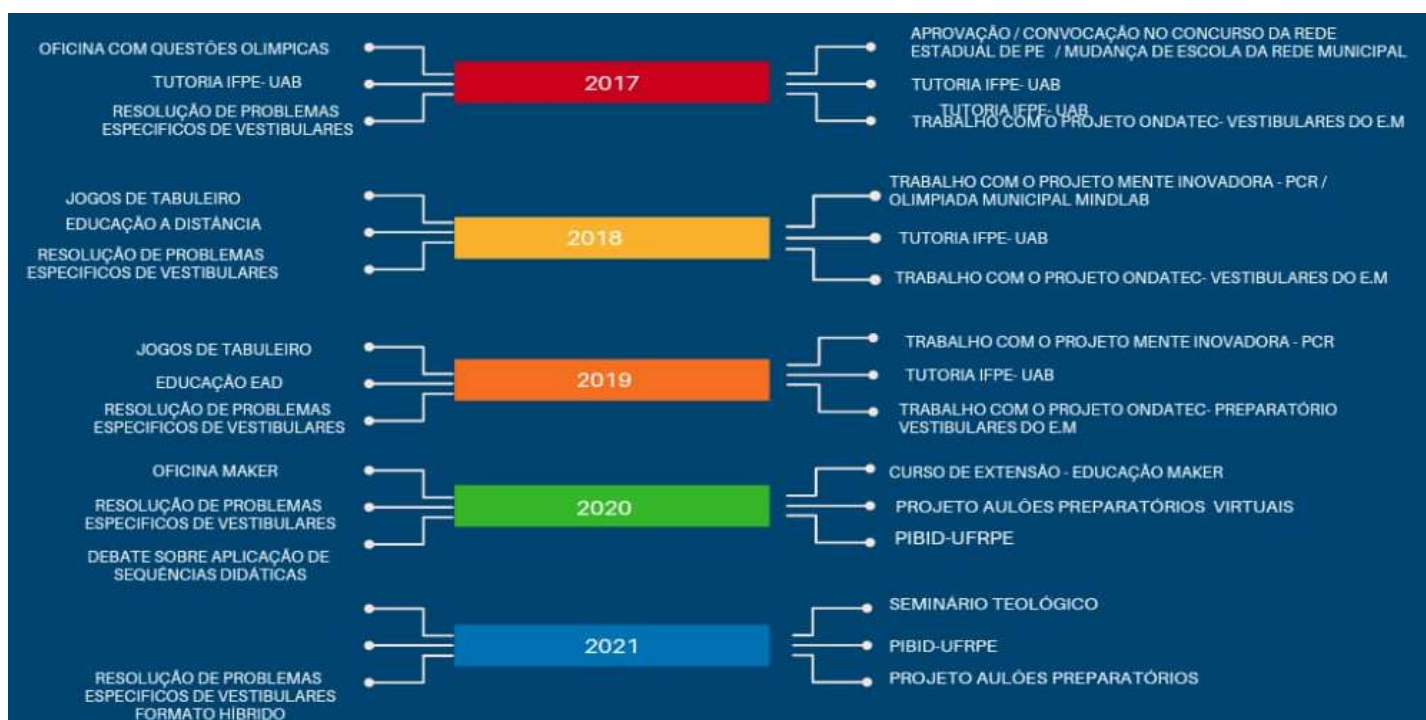 OFICINA COM QUESTÕES OLIMPICAS
TUTORIA IFPE- UAB
RESOLUÇÃO DE PROBLEMAS
ESPECIFICOS DE VESTIBULARES
2017
APROVAÇÃO / CONVOCAÇÃO NO CONCURSO DA REDE
ESTADUAL DE PE / MUDANÇA DE ESCOLA DA REDE MUNICIPAL
TUTORIA IFPE- UAB
TUTORIA IFPE- UAB
TRABALHO COM O PROJETO ONDATEC- VESTIBULARES DO E.M
JOGOS DE TABULEIRO
EDUCAÇÃO A DISTÂNCIA
RESOLUÇÃO DE PROBLEMAS
ESPECIFICOS DE VESTIBULARES
2018
TRABALHO COM O PROJETO MENTE INOVADORA - PCR /
OLIMPIADA MUNICIPAL MINDLAB
TUTORIA IFPE- UAB
TRABALHO COM O PROJETO ONDATEC- VESTIBULARES DO E.M
JOGOS DE TABULEIRO
EDUCAÇÃO EAD
RESOLUÇÃO DE PROBLEMAS
ESPECIFICOS DE VESTIBULARES
2019
TRABALHO COM O PROJETO MENTE INOVADORA - PCR
TUTORIA IFPE- UAB
TRABALHO COM O PROJETO ONDATEC- PREPARATÓRIO
VESTIBULARES DO E.M
OFICINA MAKER
RESOLUÇÃO DE PROBLEMAS
ESPECIFICOS DE VESTIBULARES
DEBATE SOBRE APLICAÇÃO DE
SEQUÊNCIAS DIDÁTICAS
2020
CURSO DE EXTENSÃO - EDUCAÇÃO MAKER
PROJETO AULÕES PREPARATÓRIOS VIRTUAIS
PIBID-UFRPE
RESOLUÇÃO DE PROBLEMAS
ESPECIFICOS DE VESTIBULARES
FORMATO HÍBRIDO
2021
SEMINÁRIO TEOLÓGICO
PIBID-UFRPE
PROJETO AULÕES PREPARATÓRIOS